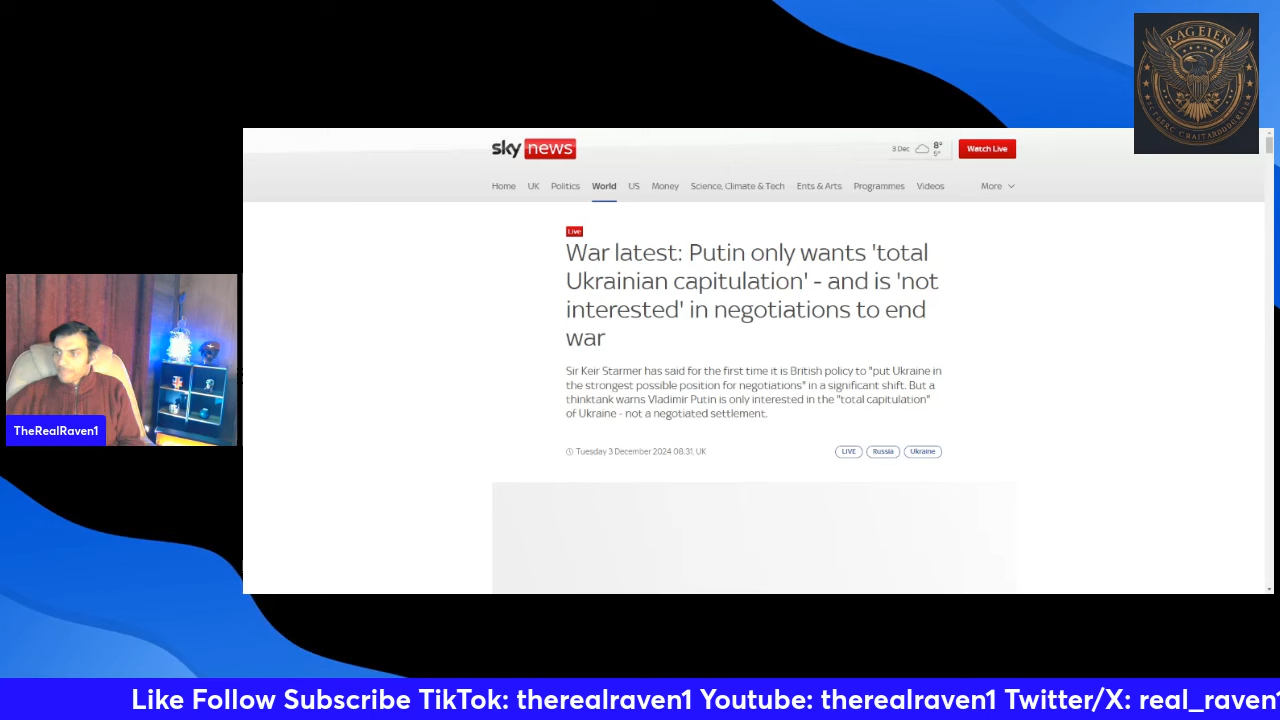 RAGEIEN
sky news
3 Dec
8°
5°
Watch Live
Home UK Politics World US Money Science, Climate & Tech Ents & Arts Programmes Videos More
Live
War latest: Putin only wants 'total
Ukrainian capitulation' - and is 'not
interested' in negotiations to end
war
Sir Keir Starmer has said for the first time it is British policy to "put Ukraine in
the strongest possible position for negotiations" in a significant shift. But a
thinktank warns Vladimir Putin is only interested in the "total capitulation"
of Ukraine - not a negotiated settlement.
Tuesday 3 December 2024 08:31, UK
LIVE Russia Ukraine
TheRealRaven1
Like Follow Subscribe TikTok: therealraven1 Youtube: therealraven1 Twitter/X: real_raven1